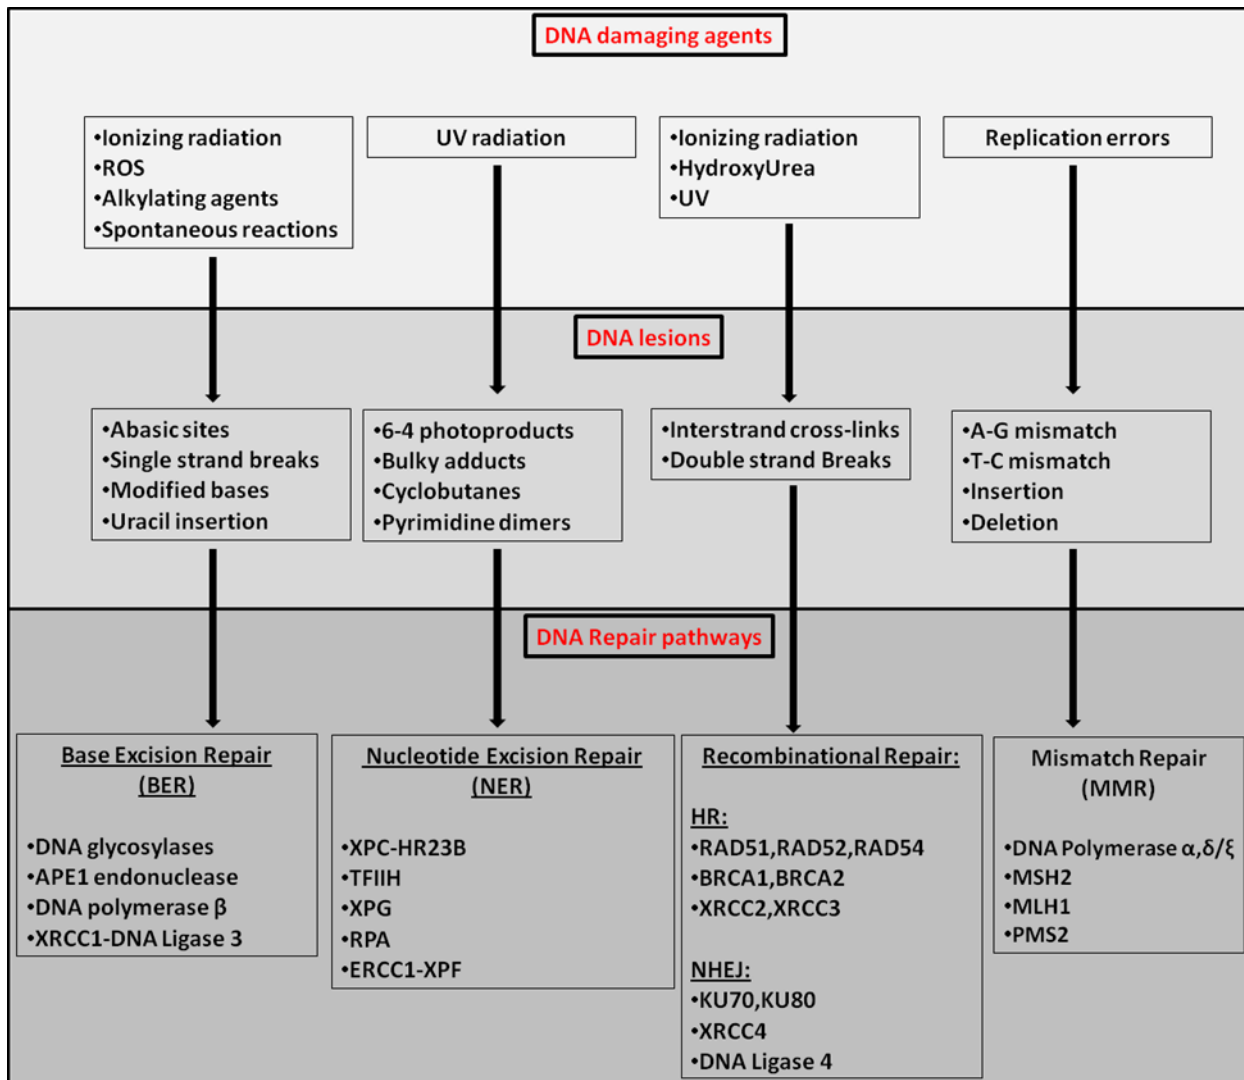 DNA damaging agents
•Ionizing radiation
•ROS
•Alkylating agents
•Spontaneous reactions
UV radiation
•Ionizing radiation
•HydroxyUrea
•UV
Replication errors
DNA lesions
•Abasic sites
•Single strand breaks
•Modified bases
•Uracil insertion
•6-4 photoproducts
•Bulky adducts
•Cyclobutanes
•Pyrimidine dimers
•Interstrand cross-links
•Double strand Breaks
•A-G mismatch
•T-C mismatch
•Insertion
•Deletion
DNA Repair pathways
Base Excision Repair
(BER)
•DNA glycosylases
•APE1 endonuclease
•DNA polymerase β
•XRCC1-DNA Ligase 3
Nucleotide Excision Repair
(NER)
•XPC-HR23B
•TFIIH
•XPG
•RPA
•ERCC1-XPF
Recombinational Repair:
HR:
•RAD51,RAD52,RAD54
•BRCA1,BRCA2
•XRCC2,XRCC3
NHEJ:
•KU70,KU80
•XRCC4
•DNA Ligase 4
Mismatch Repair
(MMR)
•DNA Polymerase α,δ/ξ
•MSH2
•MLH1
•PMS2